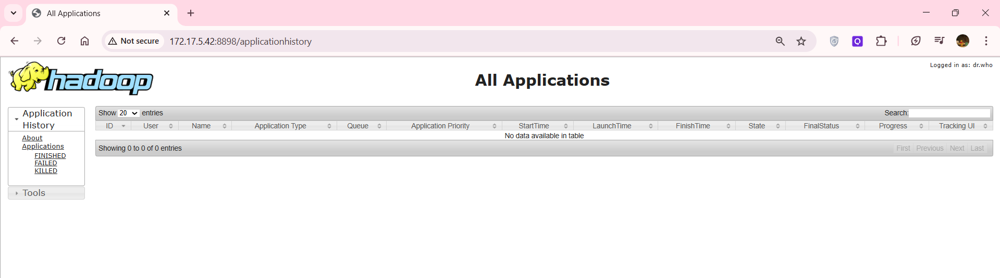 All Applications
Not secure 172.17.5.42:8898/applicationhistory
hadoop
All Applications
Logged in as: dr.who
Application
History
About
Applications
FINISHED
FAILED
KILLED
Tools
Show 20 entries Search:
ID User Name Application Type Queue Application Priority StartTime LaunchTime FinishTime State FinalStatus Progress Tracking UI
No data available in table
Showing 0 to 0 of 0 entries First Previous Next Last